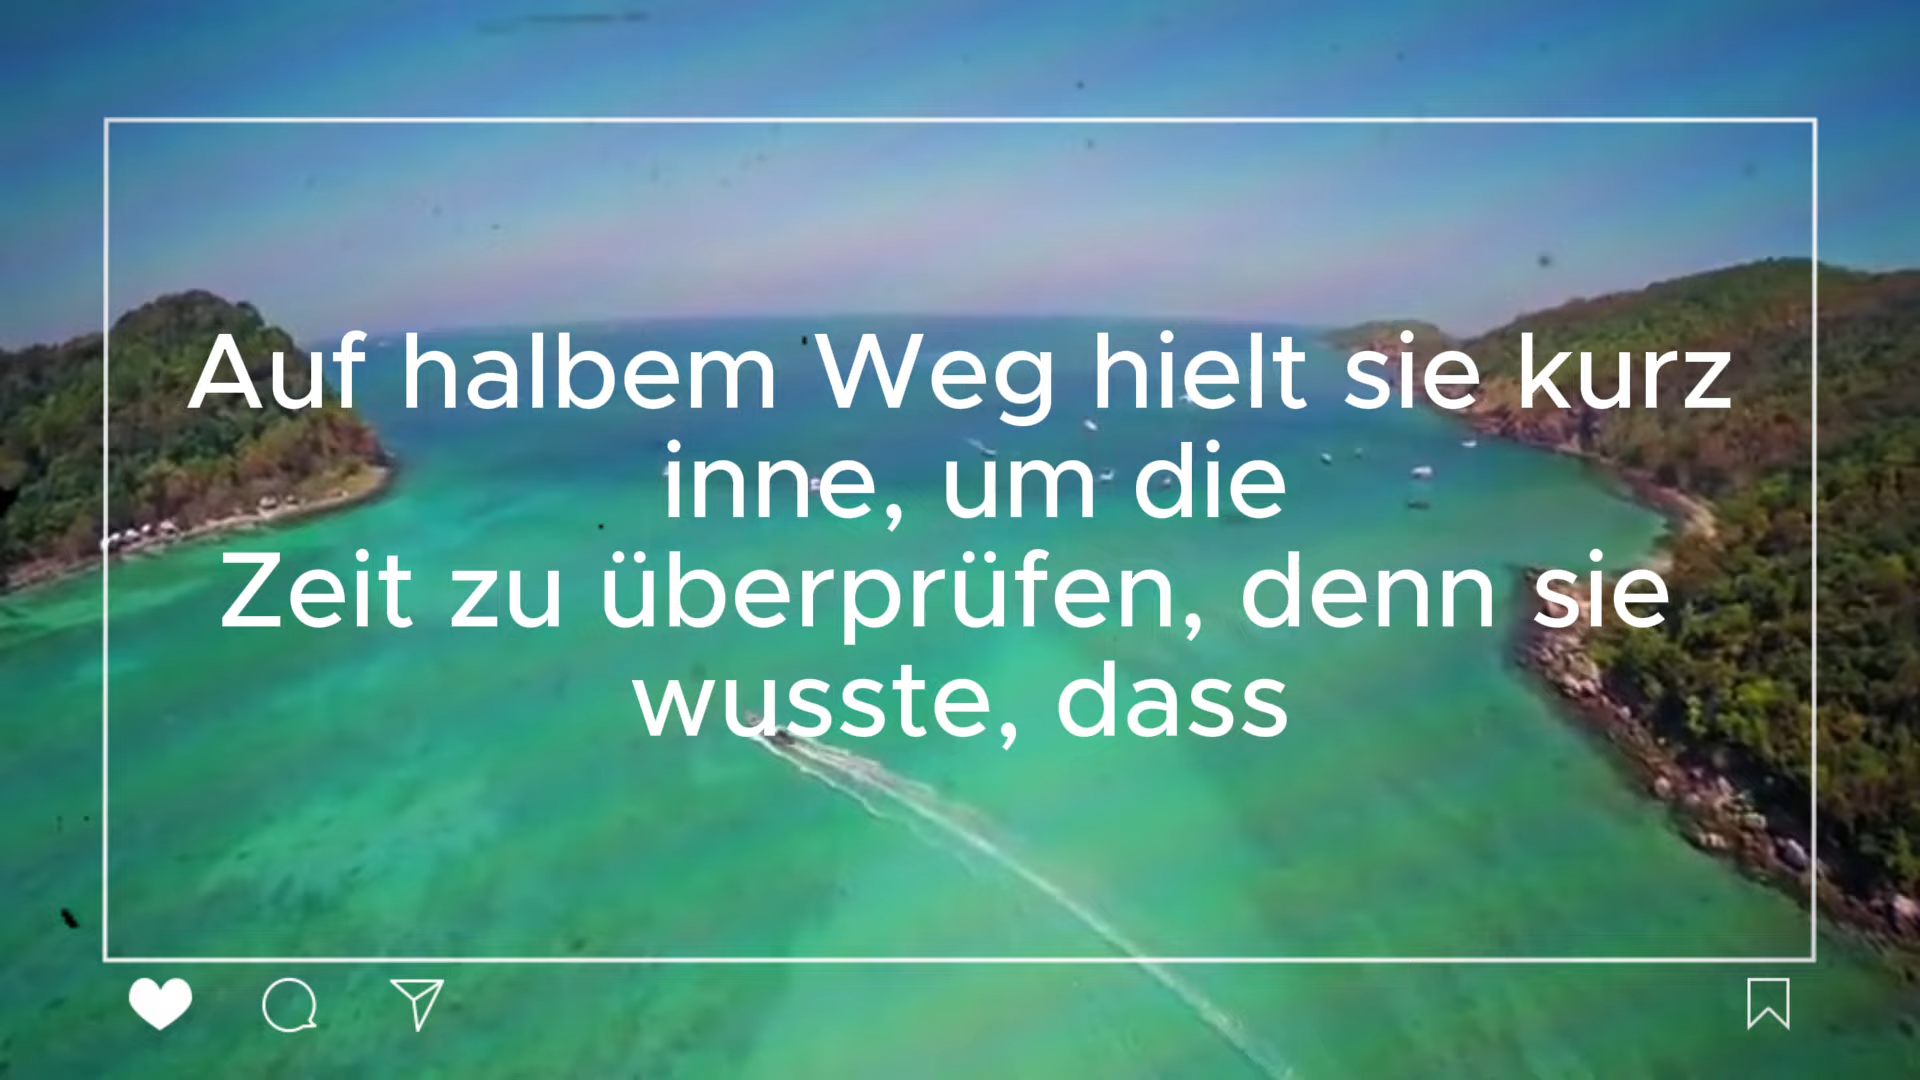 Auf halbem Weg hielt sie kurz
inne, um die
Zeit zu überprüfen, denn sie
wusste, dass